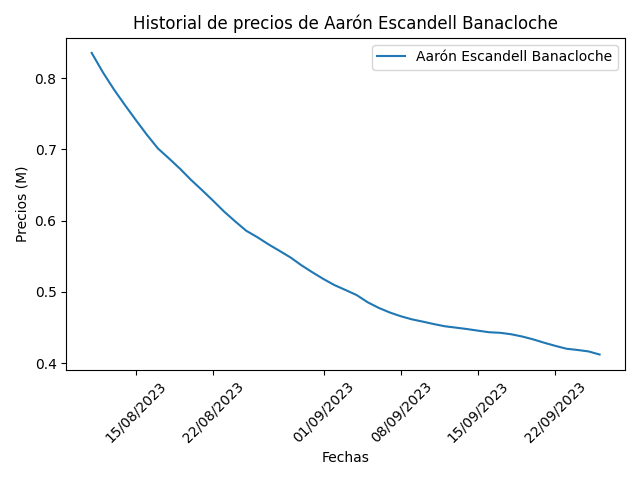 Historial de precios de Aarón Escandell Banacloche
Aarón Escandell Banacloche
Precios (M)
0.8
0.7
0.6
0.5
0.4
15/08/2023
22/08/2023
01/09/2023
08/09/2023
15/09/2023
22/09/2023
Fechas